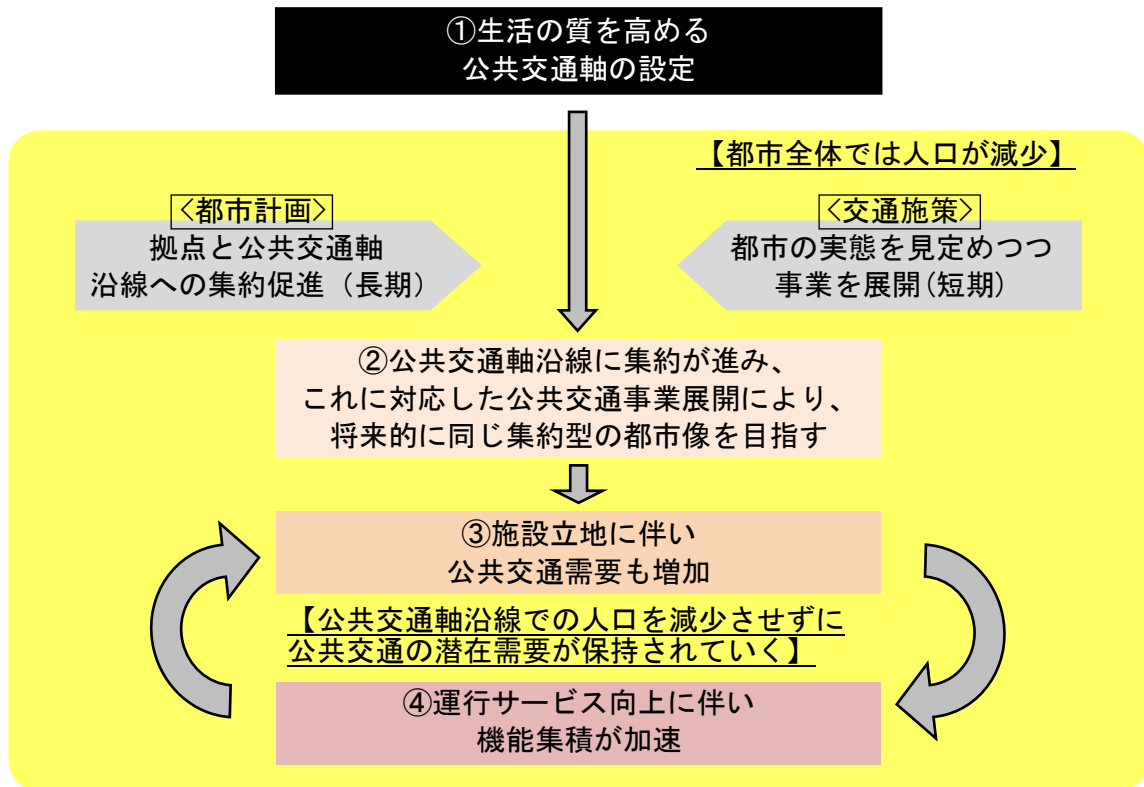 ①生活の質を高める
公共交通軸の設定
【都市全体では人口が減少】
〈都市計画〉
拠点と公共交通軸
沿線への集約促進（長期）
〈交通施策〉
都市の実態を見定めつつ
事業を展開(短期)
②公共交通軸沿線に集約が進み、
これに対応した公共交通事業展開により、
将来的に同じ集約型の都市像を目指す
③施設立地に伴い
公共交通需要も増加
【公共交通軸沿線での人口を減少させずに
公共交通の潜在需要が保持されていく】
④運行サービス向上に伴い
機能集積が加速